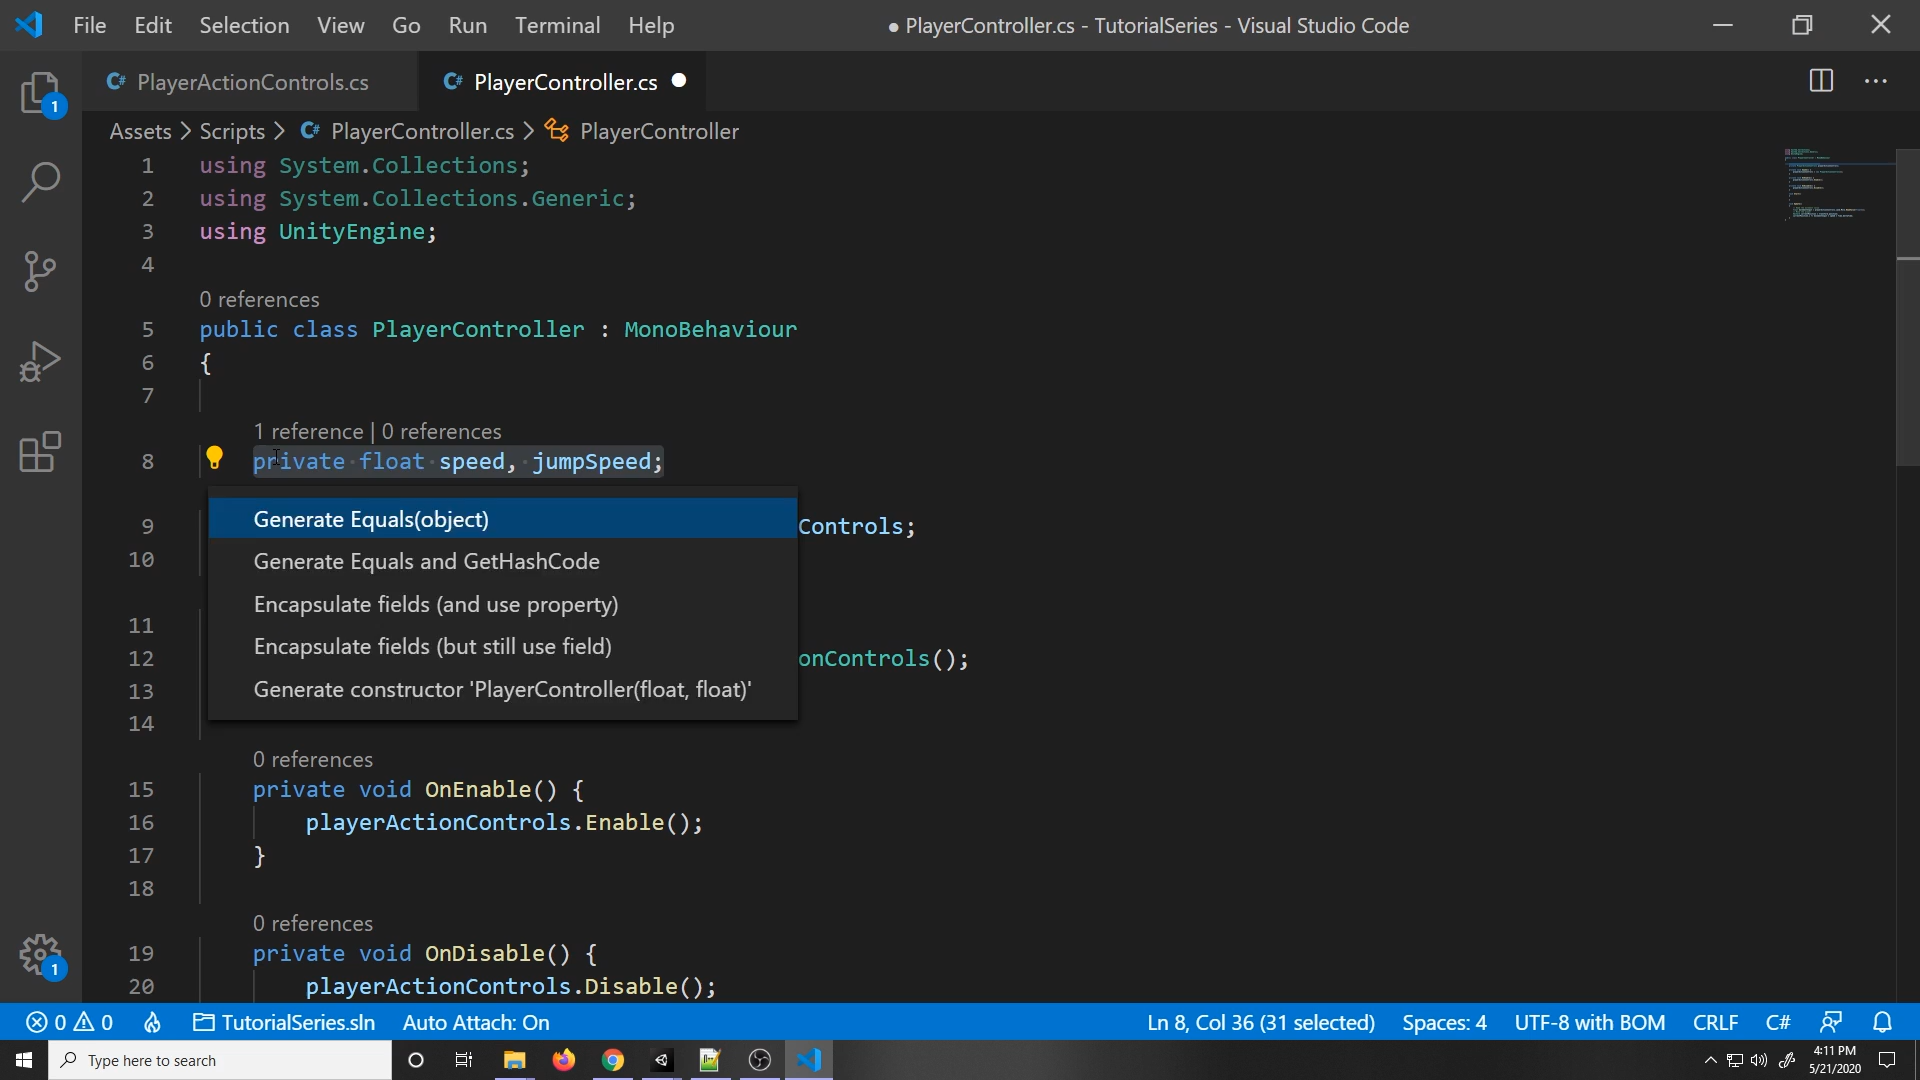 File Edit Selection View Go Run Terminal Help
● PlayerController.cs - TutorialSeries - Visual Studio Code
PlayerActionControls.cs
PlayerController.cs ●
Assets > Scripts > PlayerController.cs > PlayerController
1 using System.Collections;
2 using System.Collections.Generic;
3 using UnityEngine;
4
0 references
5 public class PlayerController : MonoBehaviour
6 {
7
1 reference | 0 references
8 private float speed, jumpSpeed;
Generate Equals(object)
9 Controls;
Generate Equals and GetHashCode
10
Encapsulate fields (and use property)
11
Encapsulate fields (but still use field)
12 onControls();
Generate constructor 'PlayerController(float, float)'
13
14
0 references
15 private void OnEnable() {
16 playerActionControls.Enable();
17 }
18
0 references
19 private void OnDisable() {
20 playerActionControls.Disable();
1
1
0 0 TutorialSeries.sln Auto Attach: On
Ln 8, Col 36 (31 selected) Spaces: 4 UTF-8 with BOM CRLF C#
Type here to search
4:11 PM
5/21/2020